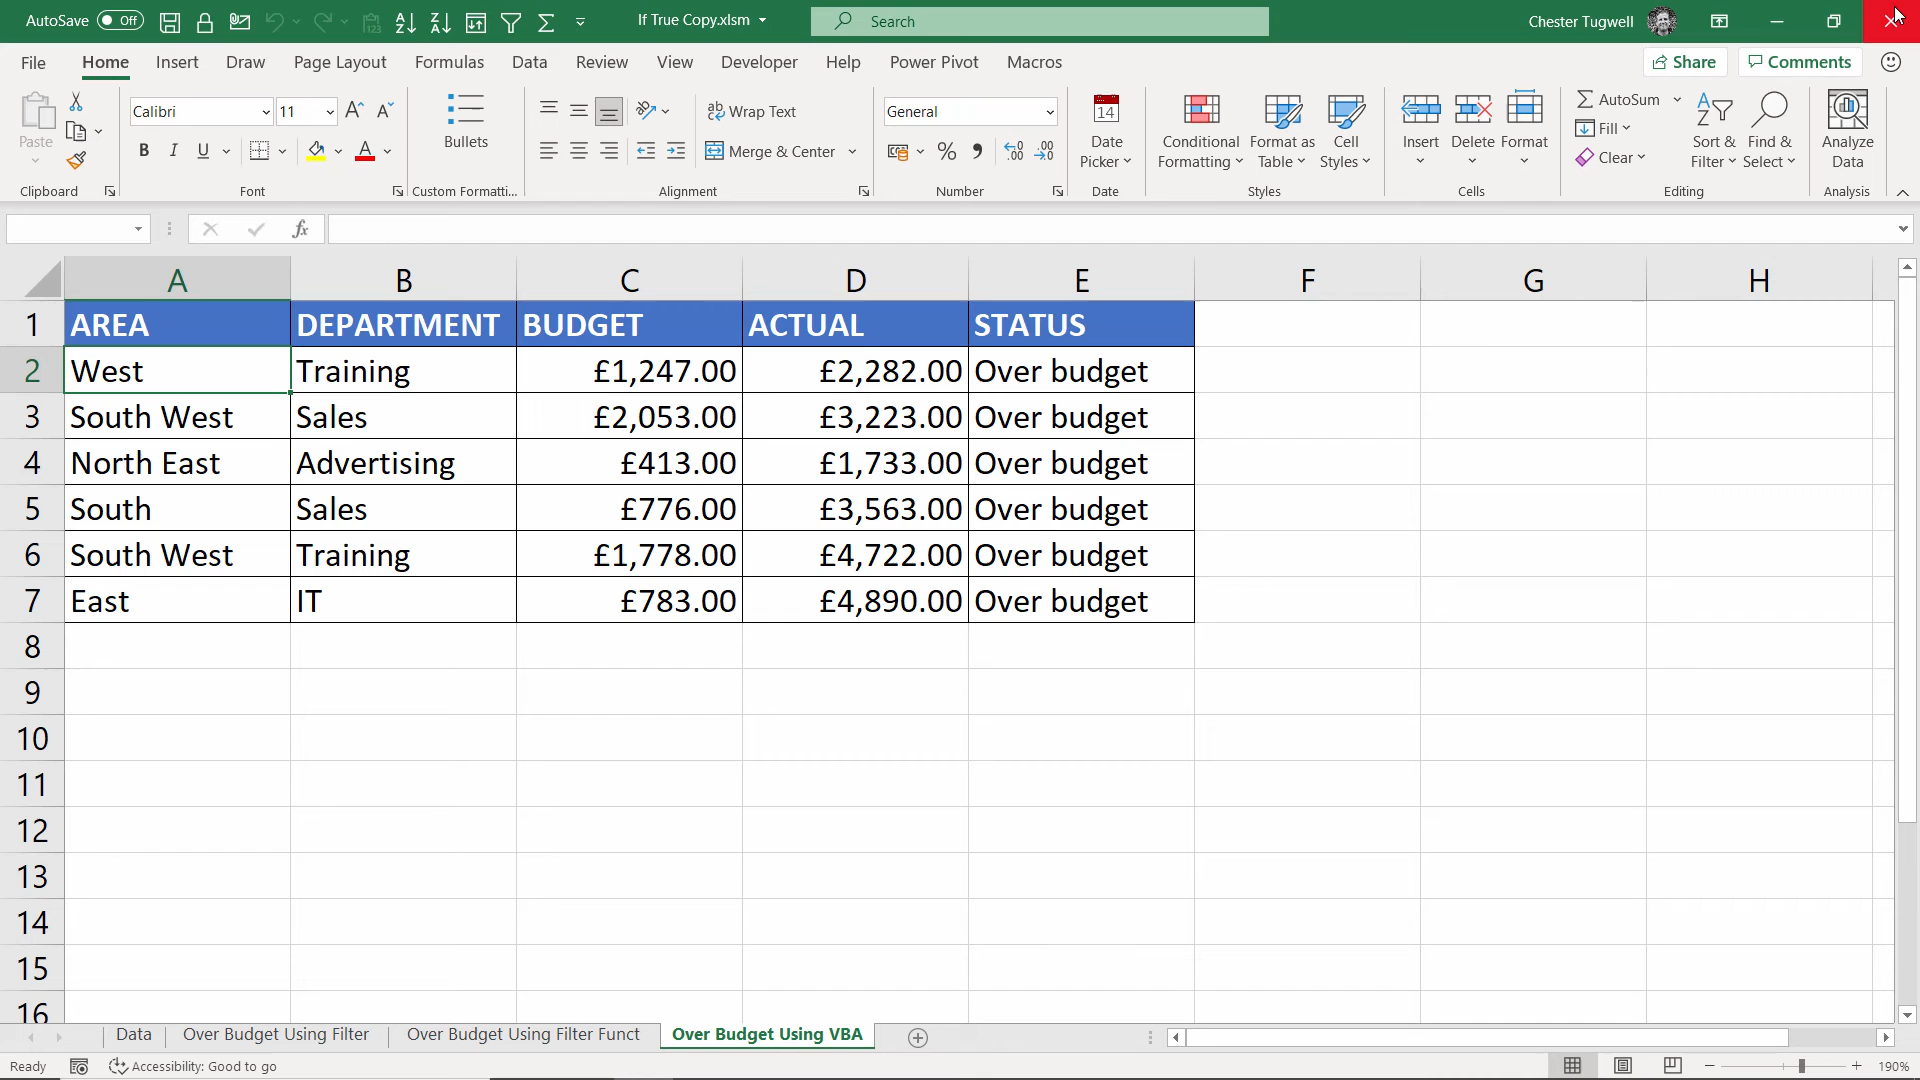 AutoSave Off If True Copy.xlsm Search Chester Tugwell
File Home Insert Draw Page Layout Formulas Data Review View Developer Help Power Pivot Macros Share Comments
Paste Calibri 11 Bullets Wrap Text Merge & Center General Date Picker Conditional Formatting Format as Table Cell Styles Insert Delete Format AutoSum Fill Clear Sort & Filter Find & Select Analyze Data
Clipboard Font Custom Formatti... Alignment Number Date Styles Cells Editing Analysis
fx
A B C D E F G H
1 AREA DEPARTMENT BUDGET ACTUAL STATUS
2 West Training £1,247.00 £2,282.00 Over budget
3 South West Sales £2,053.00 £3,223.00 Over budget
4 North East Advertising £413.00 £1,733.00 Over budget
5 South Sales £776.00 £3,563.00 Over budget
6 South West Training £1,778.00 £4,722.00 Over budget
7 East IT £783.00 £4,890.00 Over budget
8
9
10
11
12
13
14
15
16
Data Over Budget Using Filter Over Budget Using Filter Funct Over Budget Using VBA
Ready Accessibility: Good to go 190%